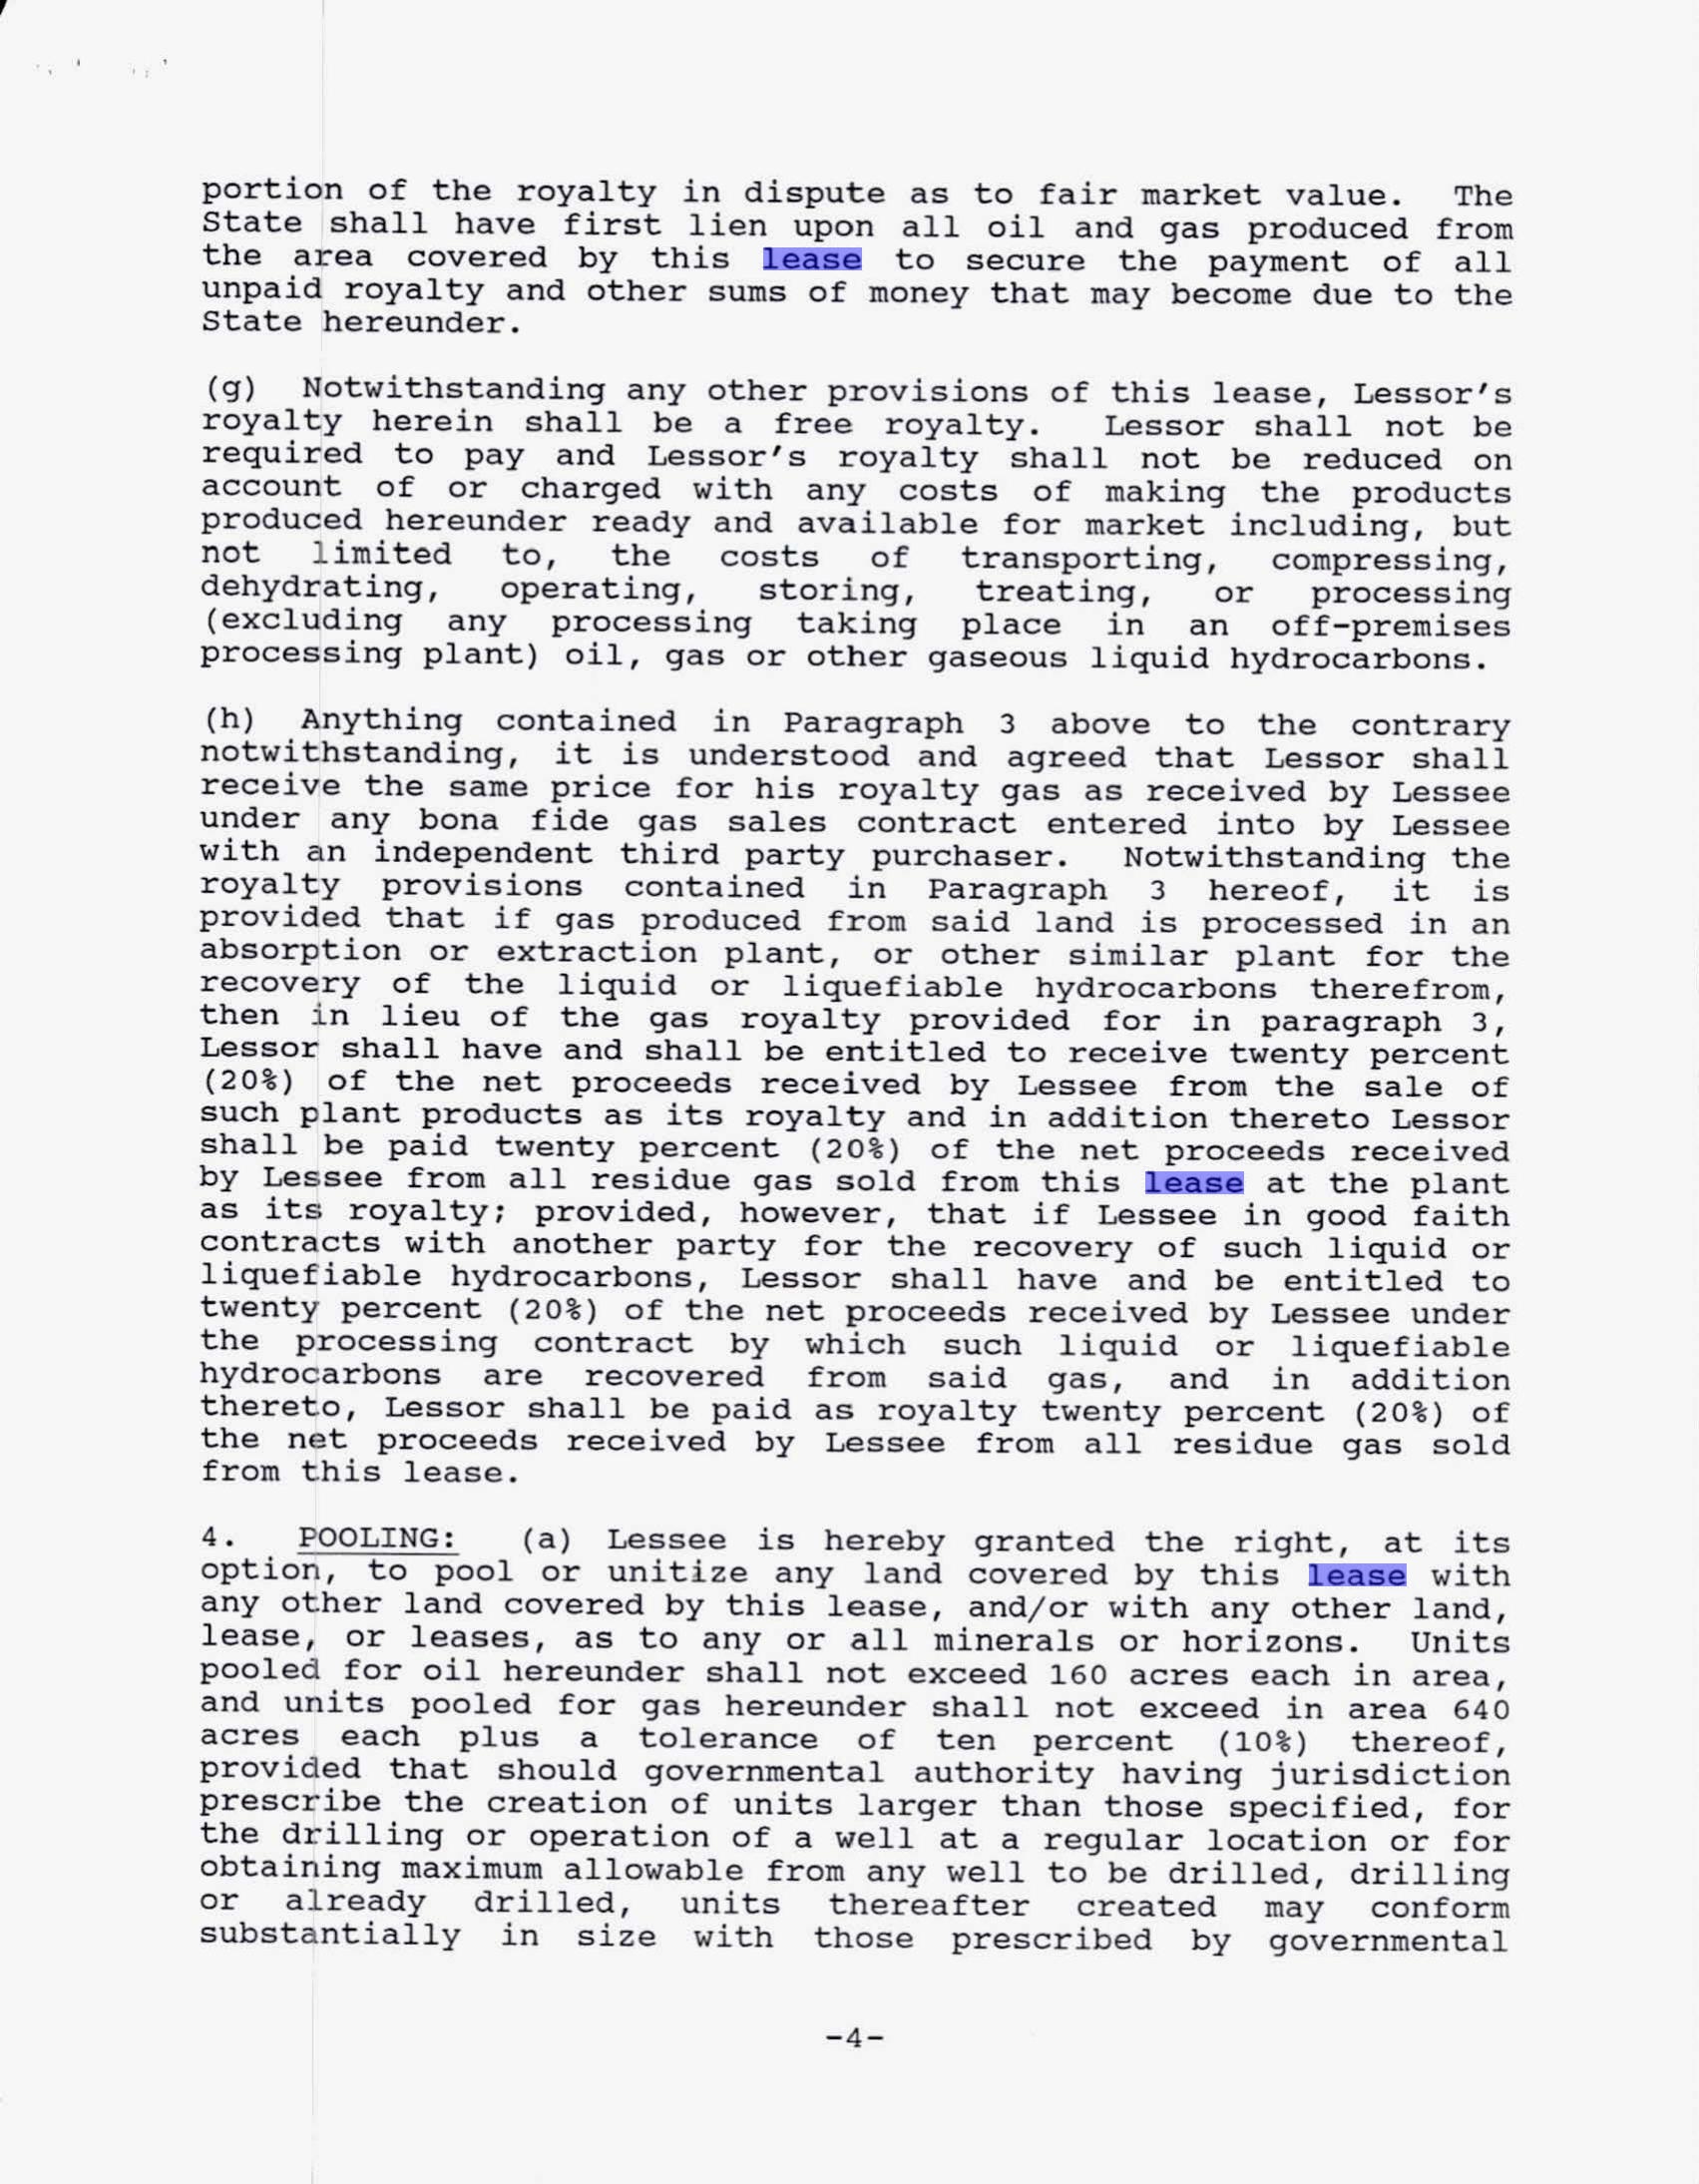 portion of the royalty in dispute as to fair market value. The
State shall have first lien upon all oil and gas produced from
the area covered by this lease to secure the payment of all
unpaid royalty and other sums of money that may become due to the
State hereunder.
(g) Notwithstanding any other provisions of this lease, Lessor's
royalty herein shall be a free royalty. Lessor shall not be
required to pay and Lessor's royalty shall not be reduced on
account of or charged with any costs of making the products
produced hereunder ready and available for market including, but
not limited to, the costs of transporting, compressing,
dehydrating, operating, storing, treating, or processing
(excluding any processing taking place in an off-premises
processing plant) oil, gas or other gaseous liquid hydrocarbons.
(h) Anything contained in Paragraph 3 above to the contrary
notwithstanding, it is understood and agreed that Lessor shall
receive the same price for his royalty gas as received by Lessee
under any bona fide gas sales contract entered into by Lessee
with an independent third party purchaser. Notwithstanding the
royalty provisions contained in Paragraph 3 hereof, it is
provided that if gas produced from said land is processed in an
absorption or extraction plant, or other similar plant for the
recovery of the liquid or liquefiable hydrocarbons therefrom,
then in lieu of the gas royalty provided for in paragraph 3,
Lessor shall have and shall be entitled to receive twenty percent
(20%) of the net proceeds received by Lessee from the sale of
such plant products as its royalty and in addition thereto Lessor
shall be paid twenty percent (20%) of the net proceeds received
by Lessee from all residue gas sold from this lease at the plant
as its royalty; provided, however, that if Lessee in good faith
contracts with another party for the recovery of such liquid or
liquefiable hydrocarbons, Lessor shall have and be entitled to
twenty percent (20%) of the net proceeds received by Lessee under
the processing contract by which such liquid or liquefiable
hydrocarbons are recovered from said gas, and in addition
thereto, Lessor shall be paid as royalty twenty percent (20%) of
the net proceeds received by Lessee from all residue gas sold
from this lease.
4. POOLING: (a) Lessee is hereby granted the right, at its
option, to pool or unitize any land covered by this lease with
any other land covered by this lease, and/or with any other land,
lease, or leases, as to any or all minerals or horizons. Units
pooled for oil hereunder shall not exceed 160 acres each in area,
and units pooled for gas hereunder shall not exceed in area 640
acres each plus a tolerance of ten percent (10%) thereof,
provided that should governmental authority having jurisdiction
prescribe the creation of units larger than those specified, for
the drilling or operation of a well at a regular location or for
obtaining maximum allowable from any well to be drilled, drilling
or already drilled, units thereafter created may conform
substantially in size with those prescribed by governmental
-4-